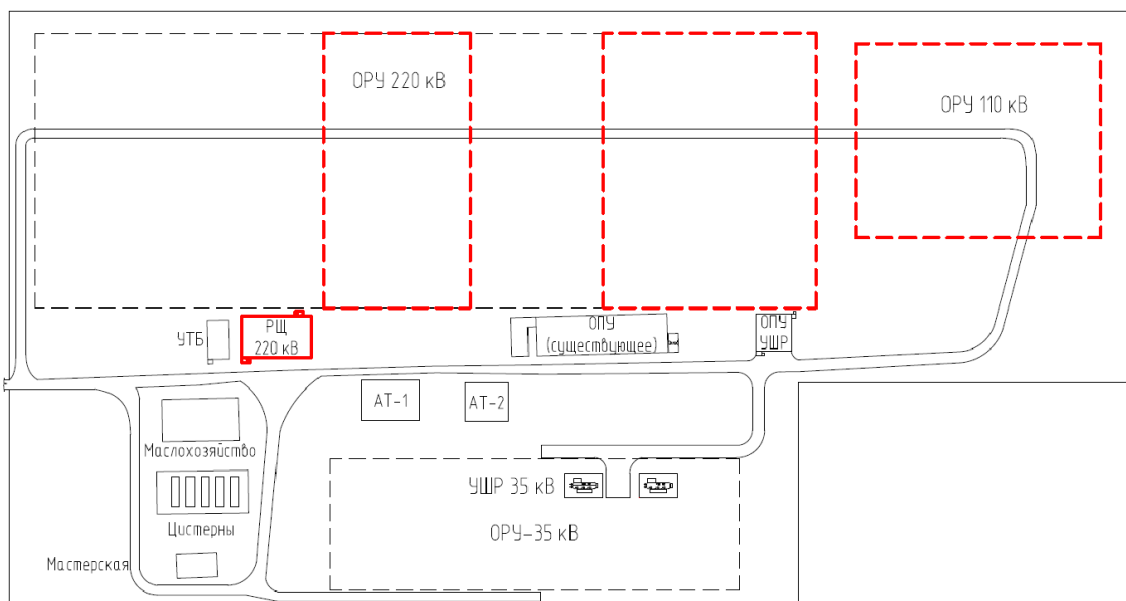 ОРУ 220 кВ
ОРУ 110 кВ
УТБ
РЩ
220 кВ
ОПУ
(существующее)
ОПУ
УШР
АТ-1
АТ-2
Маслохозяйство
УШР 35 кВ
Цистерны
ОРУ-35 кВ
Мастерская